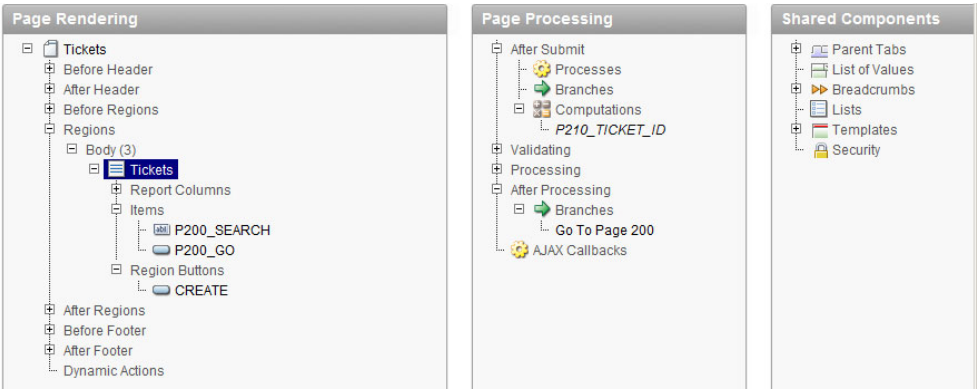 Page Rendering
Tickets
Before Header
After Header
Before Regions
Regions
Body (3)
Tickets
Report Columns
Items
P200_SEARCH
P200_GO
Region Buttons
CREATE
After Regions
Before Footer
After Footer
Dynamic Actions
Page Processing
After Submit
Processes
Branches
Computations
P210_TICKET_ID
Validating
Processing
After Processing
Branches
Go To Page 200
AJAX Callbacks
Shared Components
Parent Tabs
List of Values
Breadcrumbs
Lists
Templates
Security